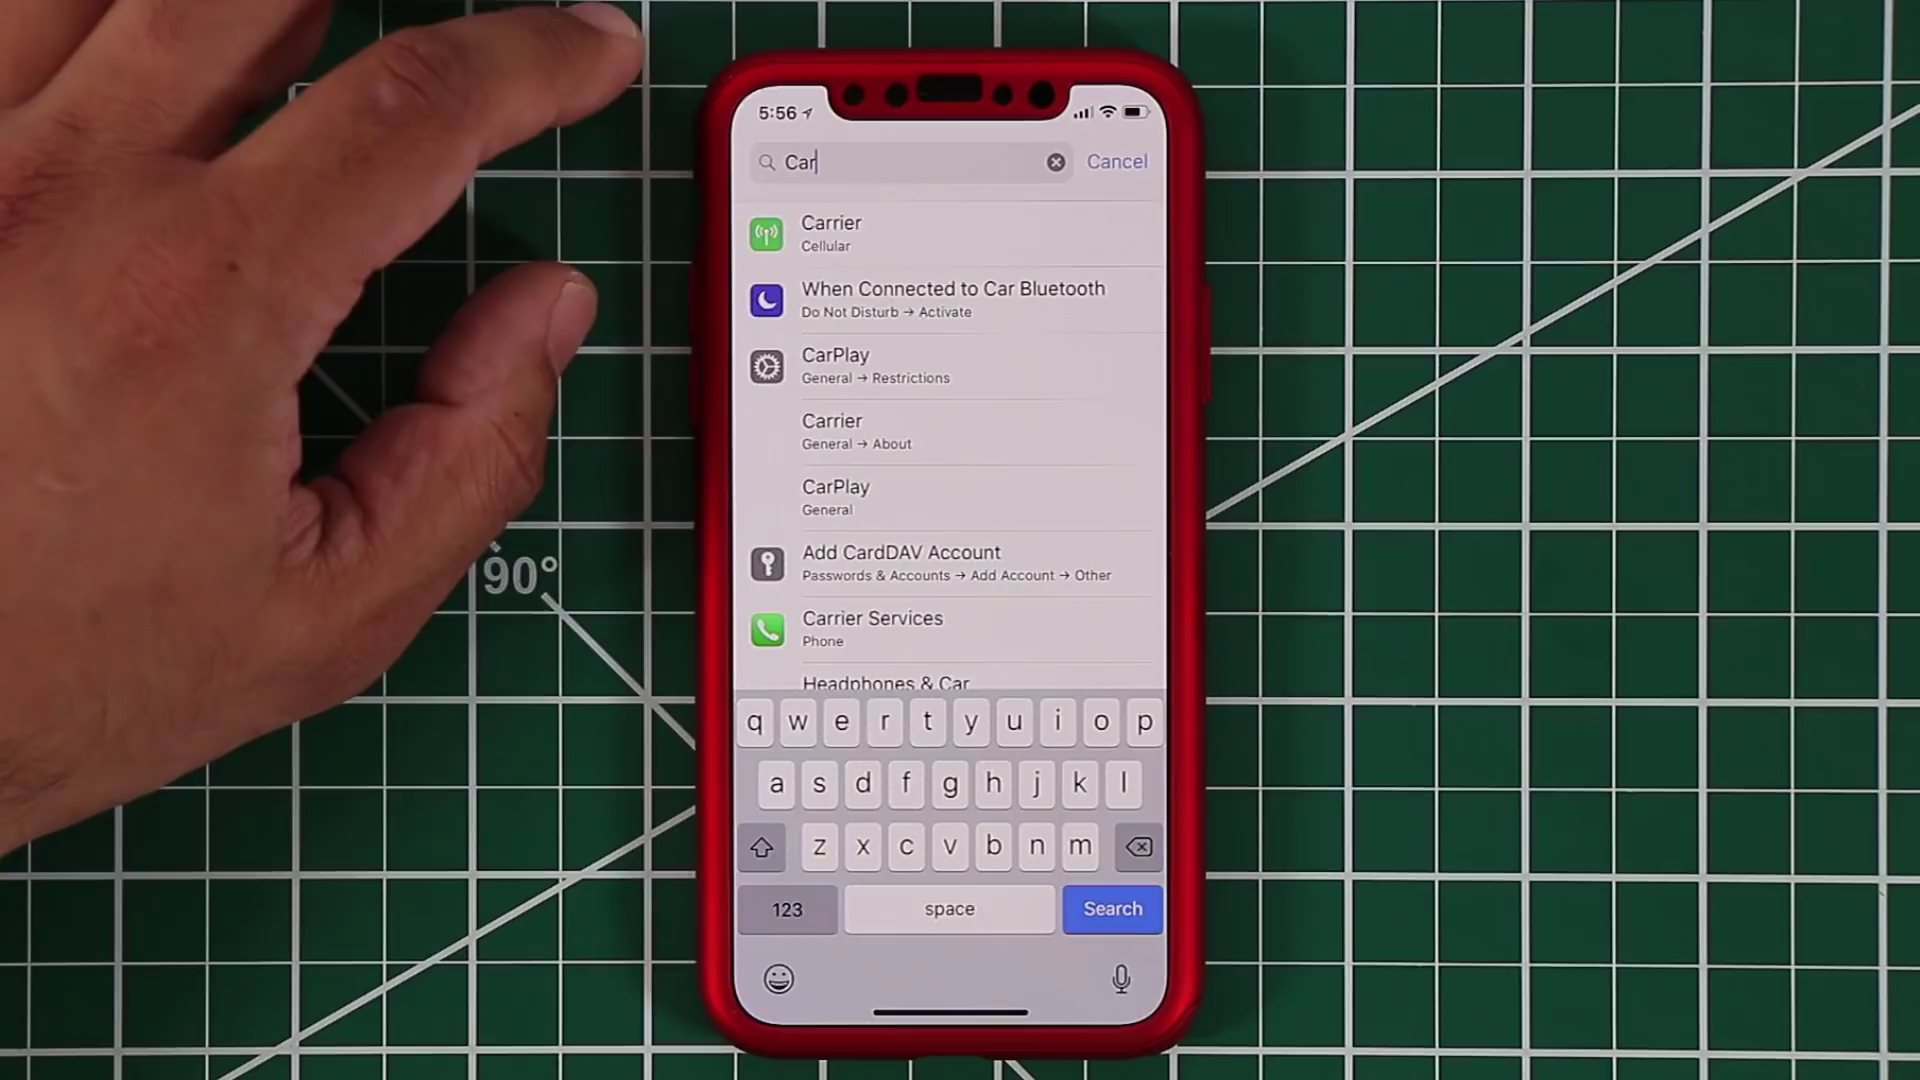 5:56
Car
Cancel
Carrier
Cellular
When Connected to Car Bluetooth
Do Not Disturb → Activate
CarPlay
General → Restrictions
Carrier
General → About
CarPlay
General
Add CardDAV Account
Passwords & Accounts → Add Account → Other
Carrier Services
Phone
Headphones & Car
q w e r t y u i o p
a s d f g h j k l
z x c v b n m
123 space Search
90°